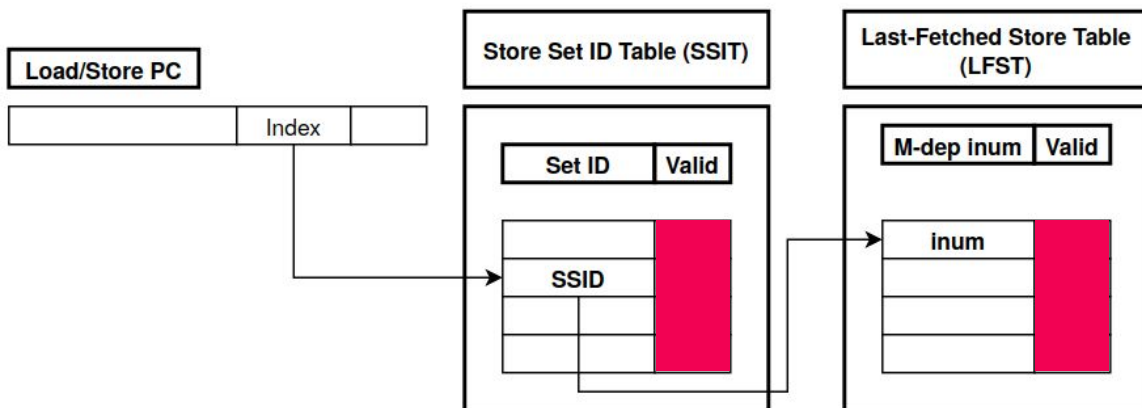 Load/Store PC
Index
Store Set ID Table (SSIT)
Set ID Valid
SSID
Last-Fetched Store Table
(LFST)
M-dep inum Valid
inum